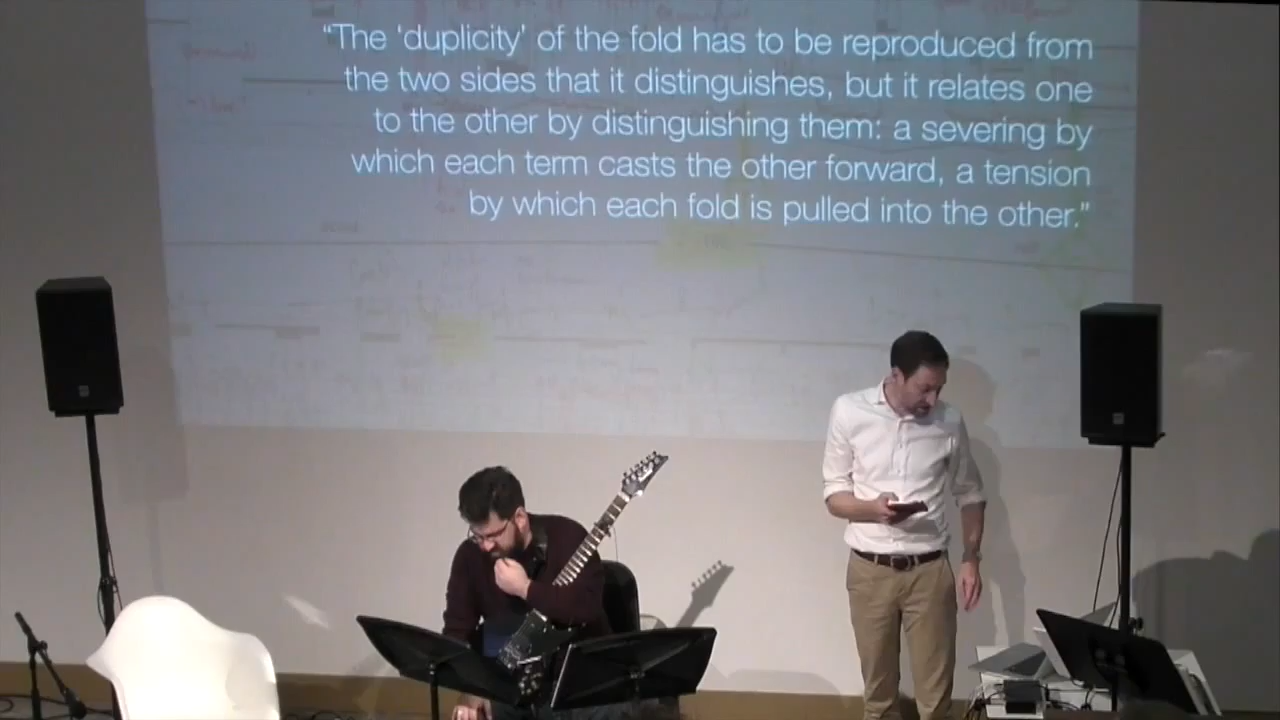 “The ‘duplicity’ of the fold has to be reproduced from
the two sides that it distinguishes, but it relates one
to the other by distinguishing them: a severing by
which each term casts the other forward, a tension
by which each fold is pulled into the other.”